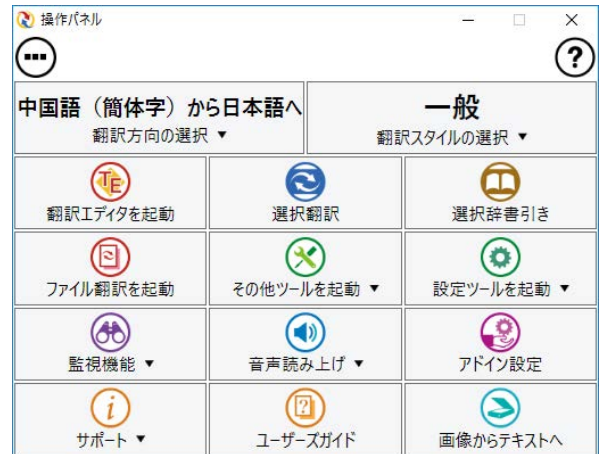 操作パネル
?
中国語（簡体字）から日本語へ
翻訳方向の選択 ▼
一般
翻訳スタイルの選択 ▼
TE
翻訳エディタを起動
選択翻訳
選択辞書引き
ファイル翻訳を起動
その他ツールを起動 ▼
設定ツールを起動 ▼
監視機能 ▼
音声読み上げ ▼
アドイン設定
i
サポート ▼
?
ユーザーズガイド
画像からテキストへ